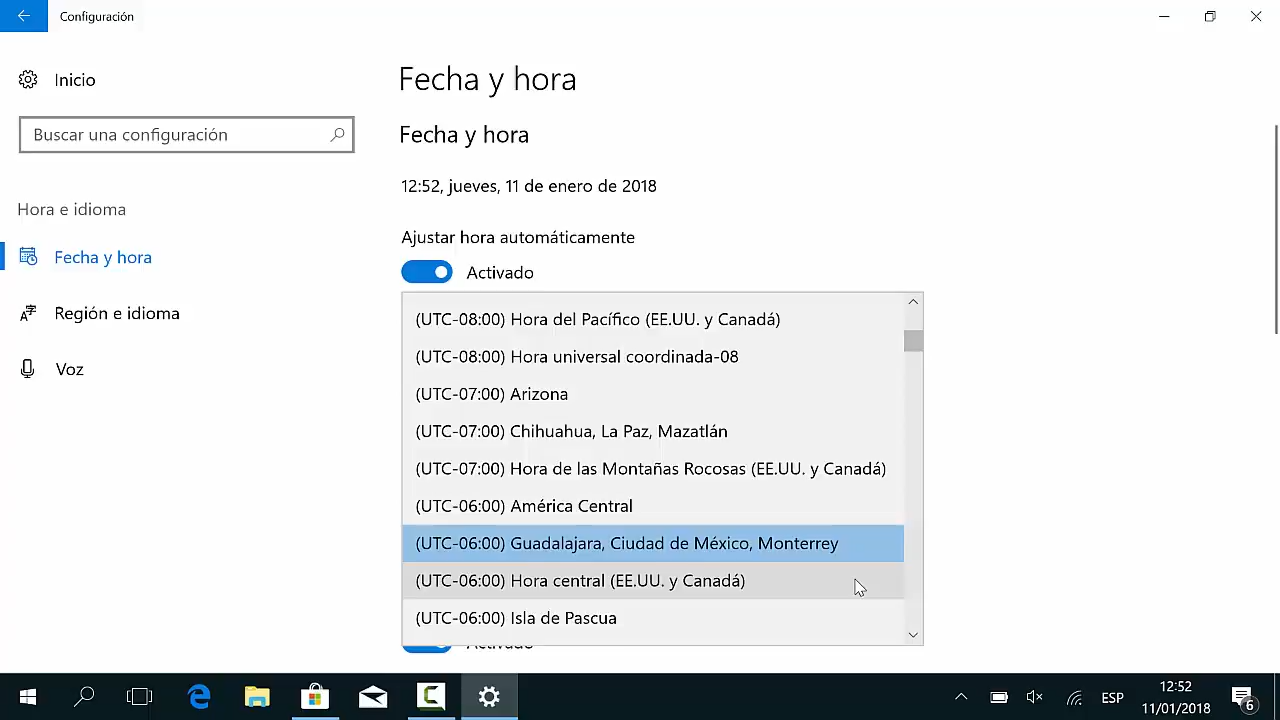 Configuración
Inicio
Buscar una configuración
Hora e idioma
Fecha y hora
Región e idioma
Voz
Fecha y hora
Fecha y hora
12:52, jueves, 11 de enero de 2018
Ajustar hora automáticamente
Activado
(UTC-08:00) Hora del Pacífico (EE.UU. y Canadá)
(UTC-08:00) Hora universal coordinada-08
(UTC-07:00) Arizona
(UTC-07:00) Chihuahua, La Paz, Mazatlán
(UTC-07:00) Hora de las Montañas Rocosas (EE.UU. y Canadá)
(UTC-06:00) América Central
(UTC-06:00) Guadalajara, Ciudad de México, Monterrey
(UTC-06:00) Hora central (EE.UU. y Canadá)
(UTC-06:00) Isla de Pascua
Activado
ESP
12:52
11/01/2018
6